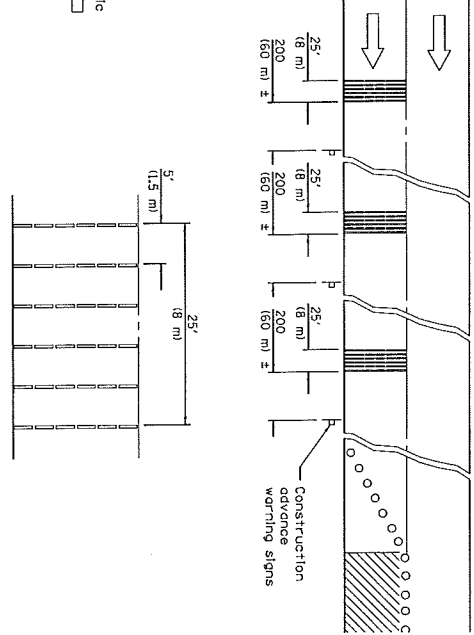 25'
(8 m)
200
(60 m) ±
25'
(8 m)
200
(60 m) ±
25'
(8 m)
200
(60 m) ±
Construction
advance
warning signs
5'
(1.5 m)
25'
(8 m)